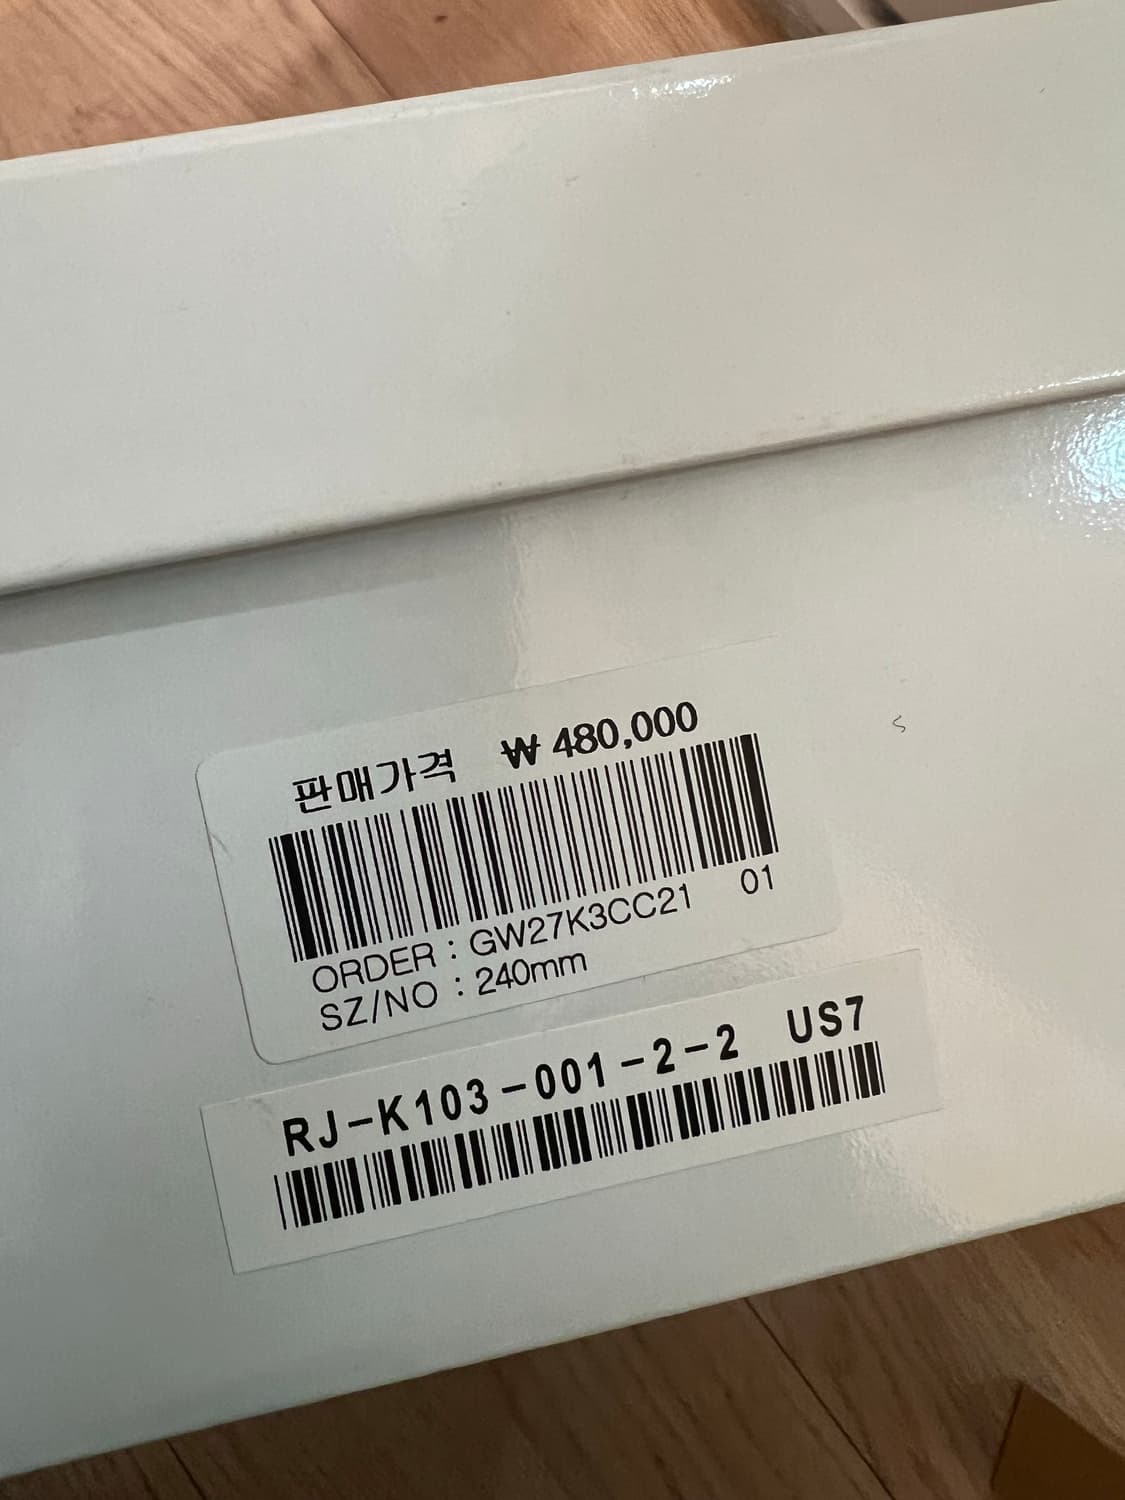 판매가격 ₩ 480,000
ORDER : GW27K3CC21 01
SZ/NO : 240mm
RJ-K103-001-2-2 US7